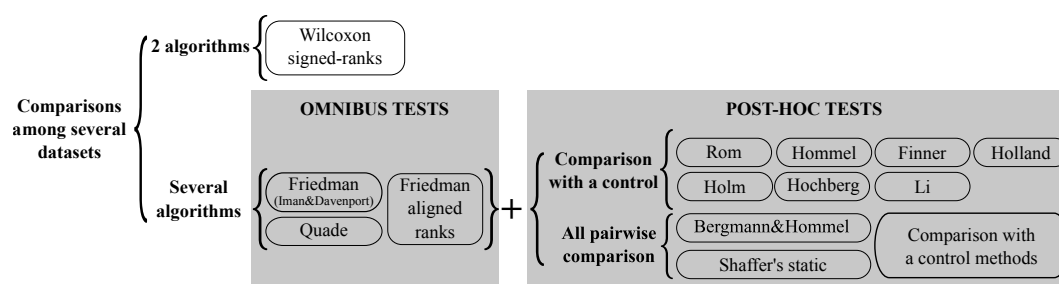 Comparisons
among several
datasets
2 algorithms
Wilcoxon
signed-ranks
Several
algorithms
OMNIBUS TESTS
Friedman
(Iman&Davenport)
Quade
Friedman
aligned
ranks
+
POST-HOC TESTS
Comparison
with a control
Rom
Hommel
Finner
Holland
Holm
Hochberg
Li
All pairwise
comparison
Bergmann&Hommel
Shaffer's static
Comparison with
a control methods